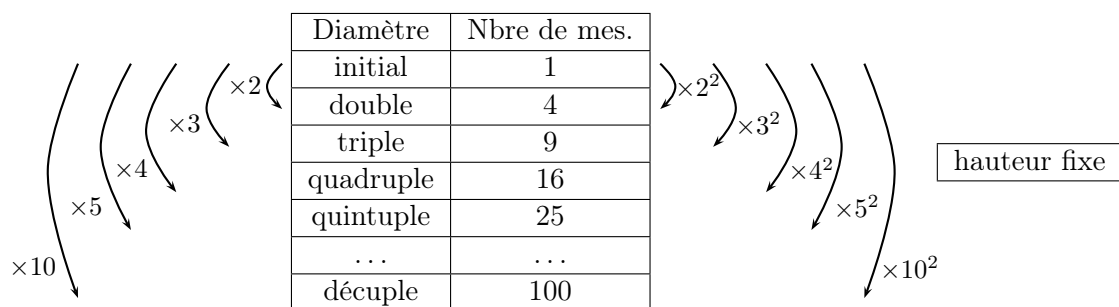 Diamètre Nbre de mes.
initial 1
×2 ×2²
double 4
×3 ×3²
triple 9
×4 ×4² hauteur fixe
quadruple 16
×5 ×5²
quintuple 25
... ...
×10 ×10²
décuple 100